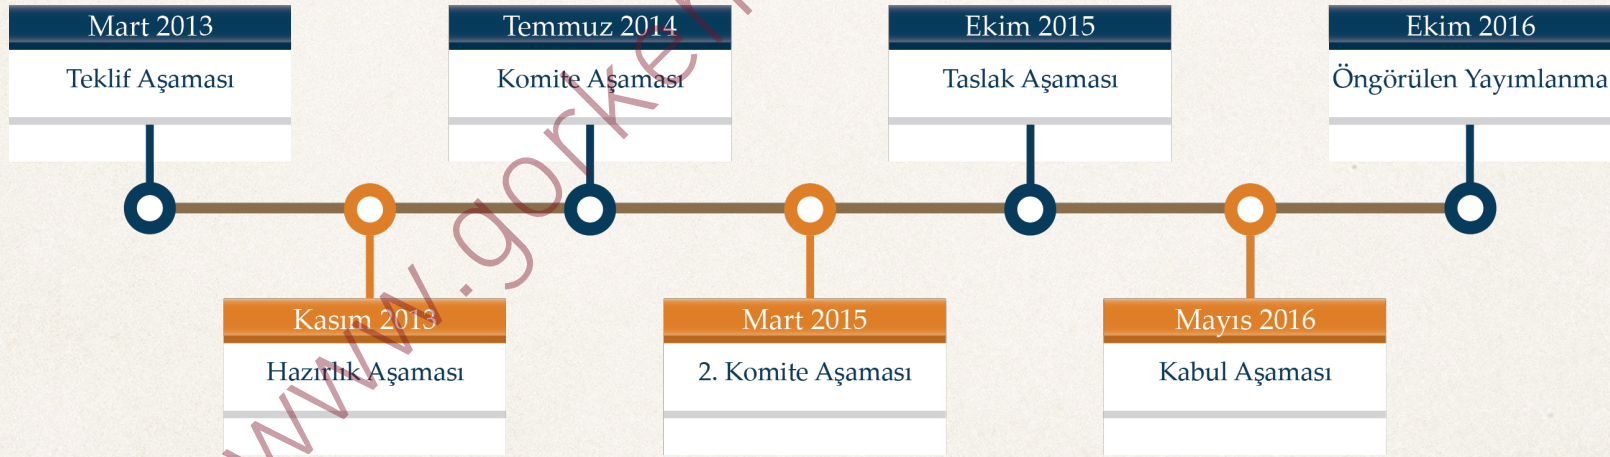 Mart 2013
Teklif Aşaması
Temmuz 2014
Komite Aşaması
Ekim 2015
Taslak Aşaması
Ekim 2016
Öngörülen Yayımlanma
Kasım 2013
Hazırlık Aşaması
Mart 2015
2. Komite Aşaması
Mayıs 2016
Kabul Aşaması
www.gorke